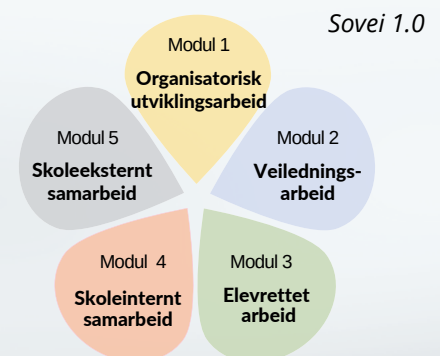 Sovei 1.0
Modul 1
Organisatorisk
utviklingsarbeid
Modul 2
Veilednings-
arbeid
Modul 3
Elevrettet
arbeid
Modul 4
Skoleinternt
samarbeid
Modul 5
Skoleeksternt
samarbeid